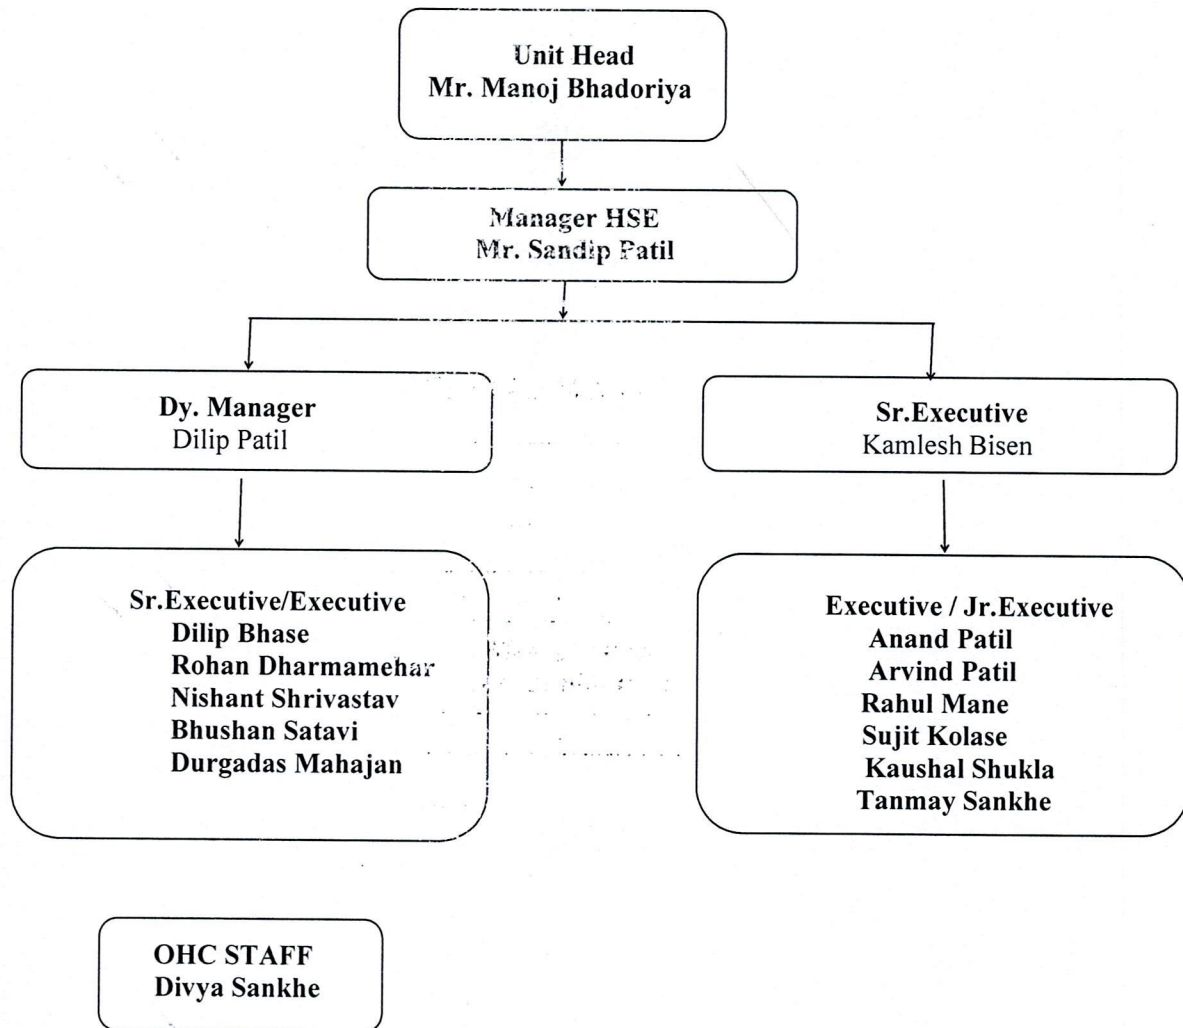 Unit Head
Mr. Manoj Bhadoriya
Manager HSE
Mr. Sandip Patil
Dy. Manager
Dilip Patil
Sr.Executive
Kamlesh Bisen
Sr.Executive/Executive
Dilip Bhase
Rohan Dharmamehar
Nishant Shrivastav
Bhushan Satavi
Durgadas Mahajan
Executive / Jr.Executive
Anand Patil
Arvind Patil
Rahul Mane
Sujit Kolase
Kaushal Shukla
Tanmay Sankhe
OHC STAFF
Divya Sankhe